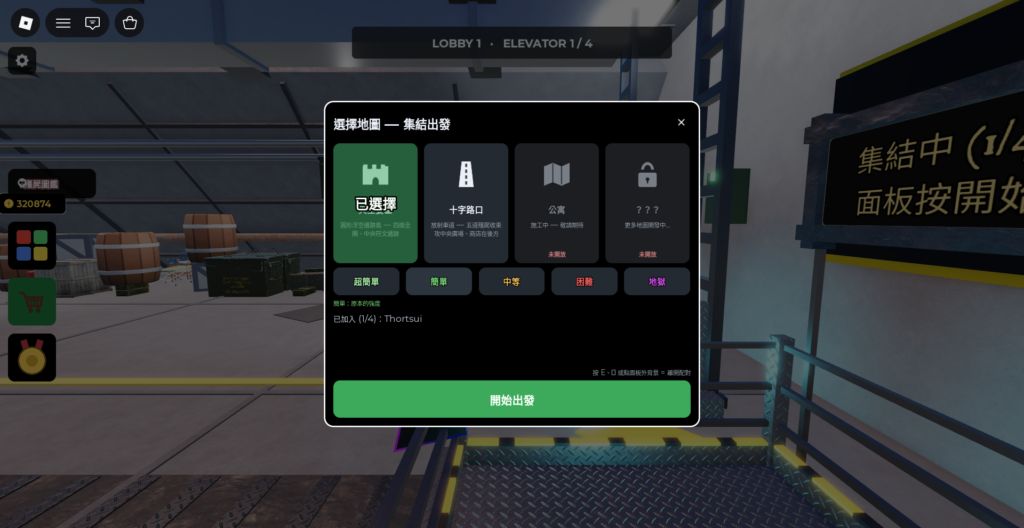 LOBBY 1 · ELEVATOR 1 / 4
選擇地圖 — 集結出發
×
已選擇
十字路口
公寓
施工中 — 敬請期待
未開放
? ? ?
更多地圖開發中...
未開放
超簡單
簡單
中等
困難
地獄
簡單：原本的強度
已加入 (1/4)：Thortsui
開始出發
320874
集結中 (1/4
面板按開始